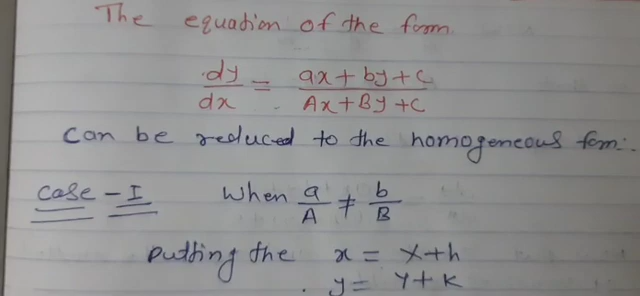 The equation of the form
dy/dx = ax+by+c / Ax+By+C
can be reduced to the homogeneous form:.
Case - I When a/A ≠ b/B
Putting the x = X+h
y = Y+k